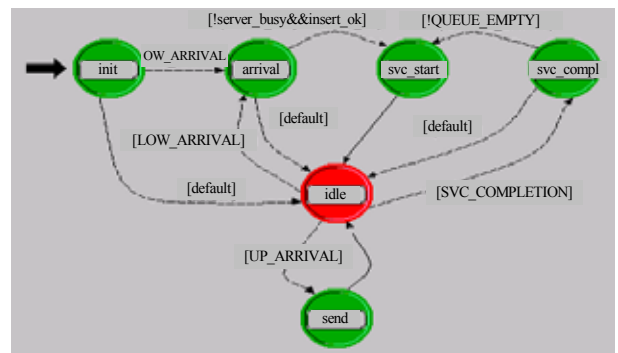 [!server_busy&&insert_ok]
[!QUEUE_EMPTY]
init
OW_ARRIVAL
arrival
svc_start
svc_compl
[default]
[default]
[LOW_ARRIVAL]
[default]
idle
[SVC_COMPLETION]
[UP_ARRIVAL]
send